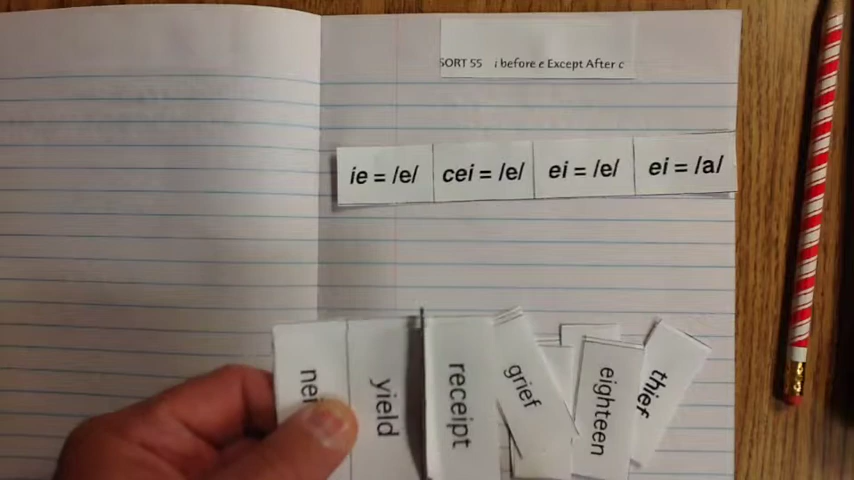 SORT 55 i before e Except After c
ie = /e/ cei = /e/ ei = /e/ ei = /a/
yield
receipt
grief
eighteen
thief